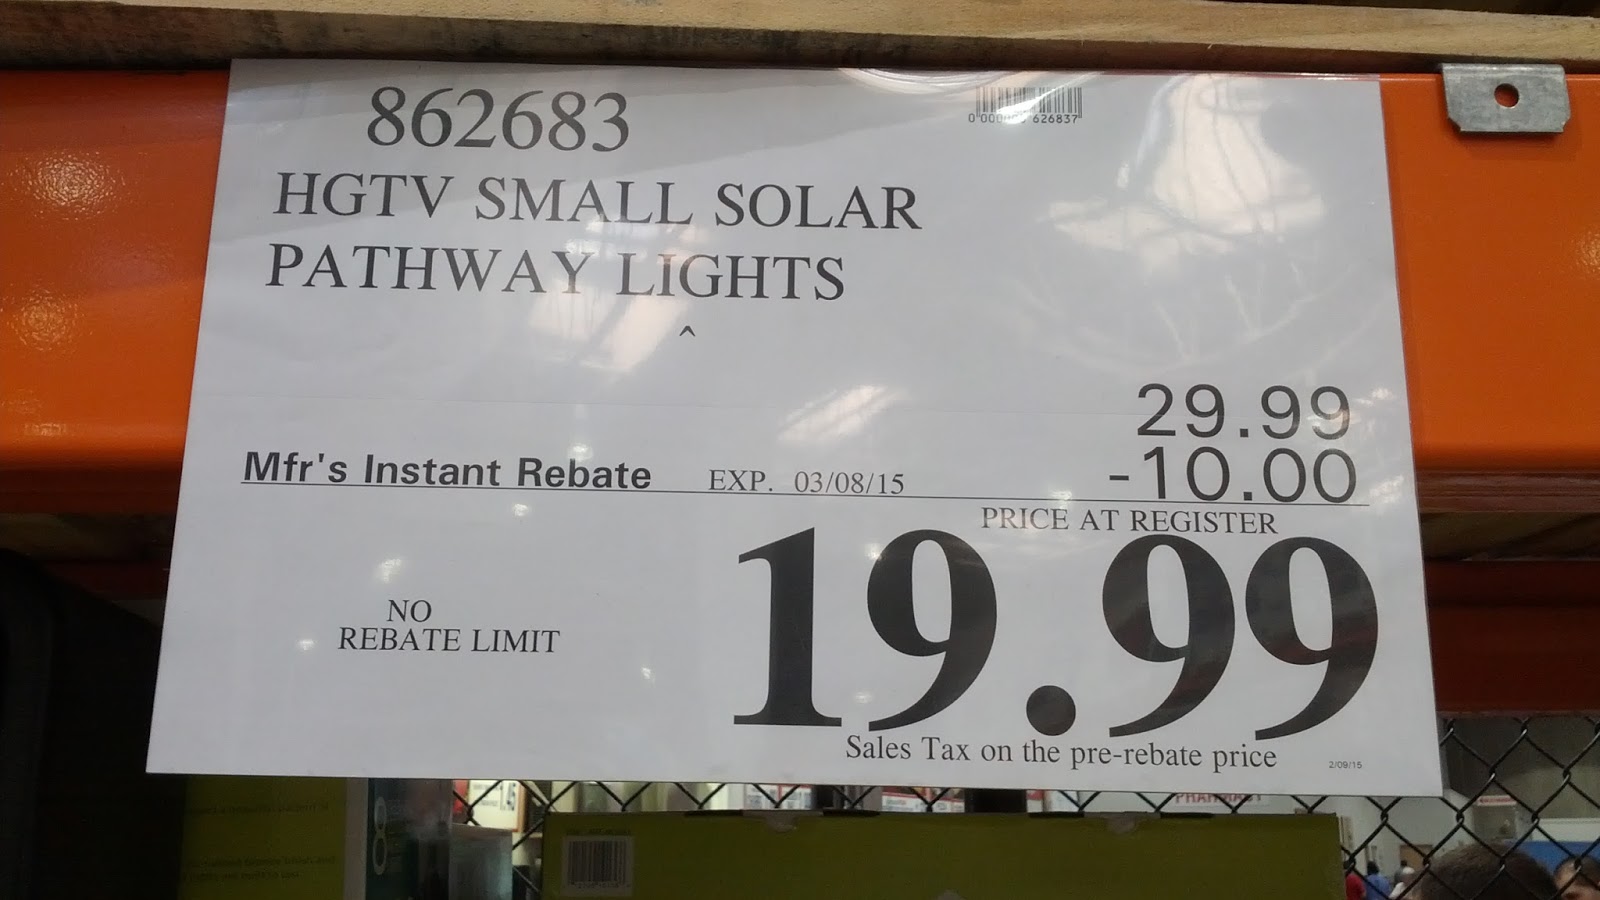 862683
HGTV SMALL SOLAR
PATHWAY LIGHTS
^
29.99
Mfr's Instant Rebate EXP. 03/08/15 -10.00
PRICE AT REGISTER
19.99
NO
REBATE LIMIT
Sales Tax on the pre-rebate price
2/09/15
PHARMACY